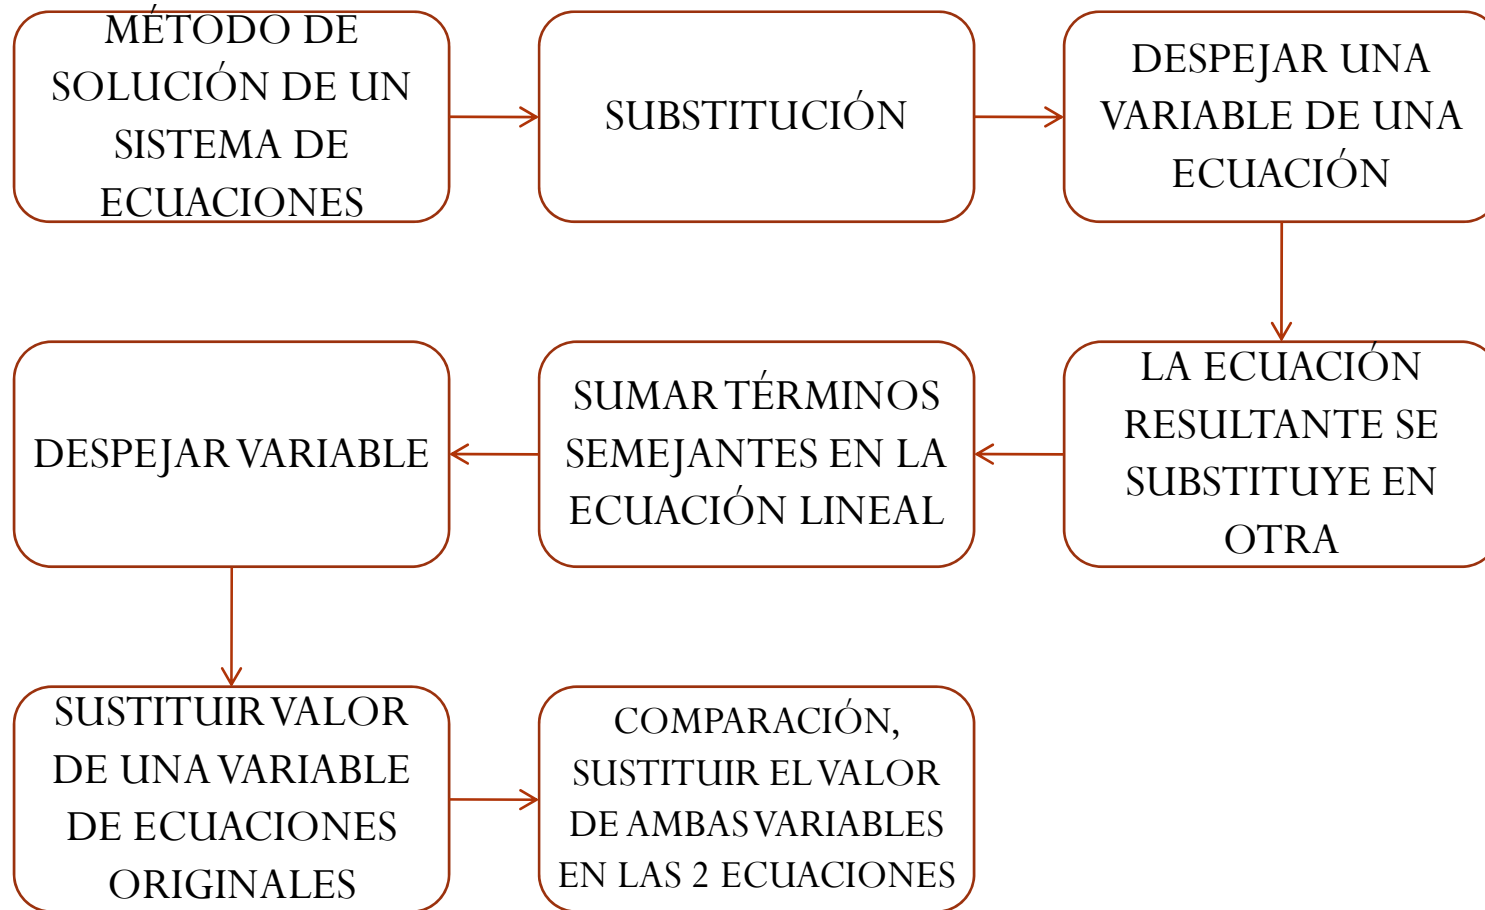 MÉTODO DE
SOLUCIÓN DE UN
SISTEMA DE
ECUACIONES
SUBSTITUCIÓN
DESPEJAR UNA
VARIABLE DE UNA
ECUACIÓN
LA ECUACIÓN
RESULTANTE SE
SUBSTITUYE EN
OTRA
SUMAR TÉRMINOS
SEMEJANTES EN LA
ECUACIÓN LINEAL
DESPEJAR VARIABLE
SUSTITUIR VALOR
DE UNA VARIABLE
DE ECUACIONES
ORIGINALES
COMPARACIÓN,
SUSTITUIR EL VALOR
DE AMBAS VARIABLES
EN LAS 2 ECUACIONES